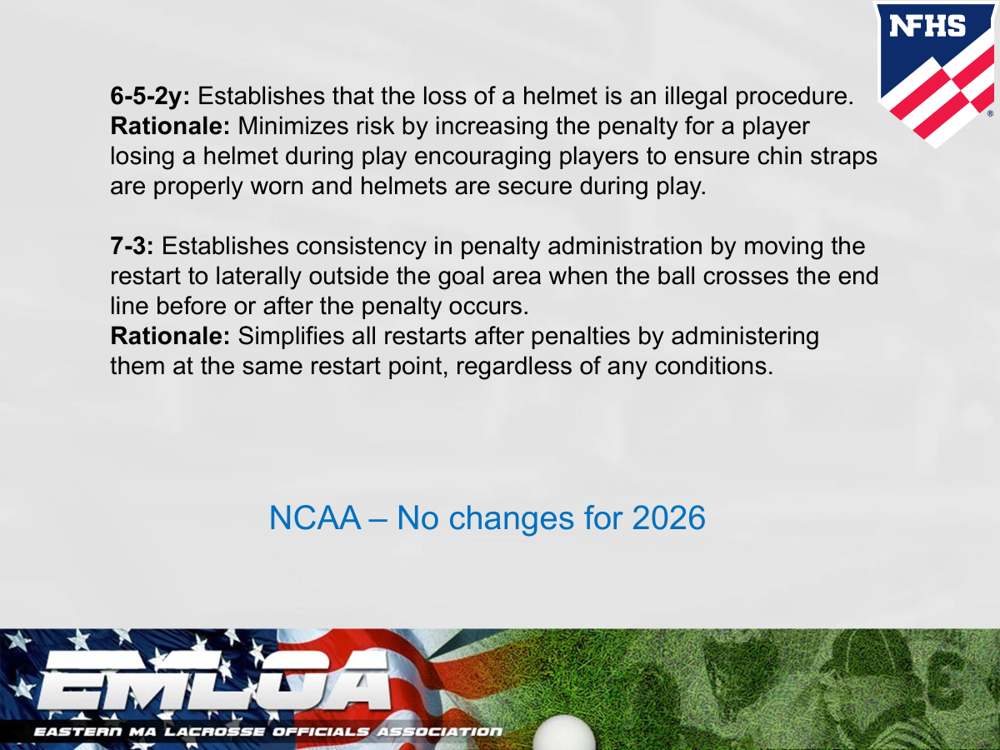 NFHS
®
6-5-2y: Establishes that the loss of a helmet is an illegal procedure.
Rationale: Minimizes risk by increasing the penalty for a player
losing a helmet during play encouraging players to ensure chin straps
are properly worn and helmets are secure during play.
7-3: Establishes consistency in penalty administration by moving the
restart to laterally outside the goal area when the ball crosses the end
line before or after the penalty occurs.
Rationale: Simplifies all restarts after penalties by administering
them at the same restart point, regardless of any conditions.
NCAA – No changes for 2026
EMLOA
EASTERN MA LACROSSE OFFICIALS ASSOCIATION